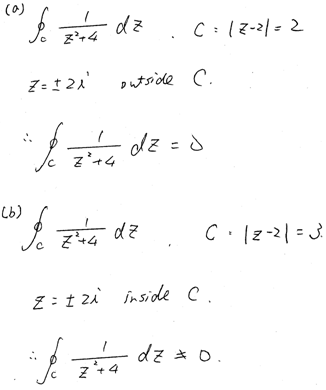 (a) ∮_C 1/(z²+4) dz . C = |z-2| = 2
z = ±2i outside C.
∴ ∮_C 1/(z²+4) dz = 0
(b) ∮_C 1/(z²+4) dz . C = |z-2| = 3.
z = ±2i inside C.
∴ ∮_C 1/(z²+4) dz ≠ 0.